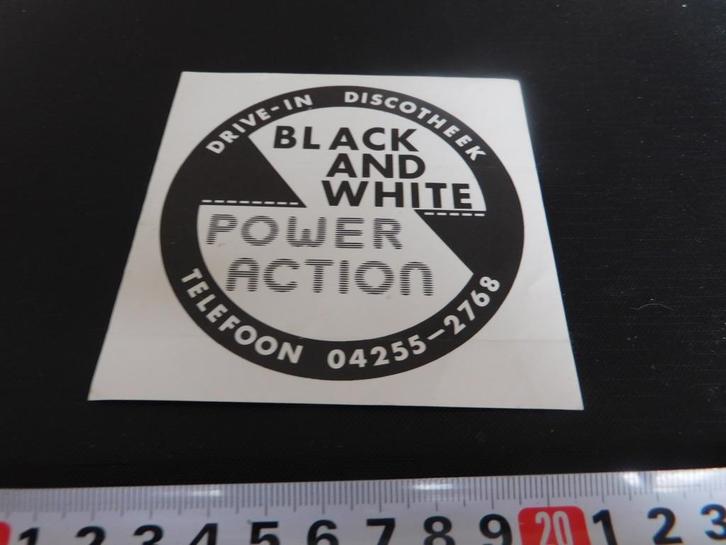 DRIVE-IN DISCOTHEEK
BLACK
AND
WHITE
POWER
ACTION
TELEFOON 04255-2768
1 2 3 4 5 6 7 8 9 20 1 2 3